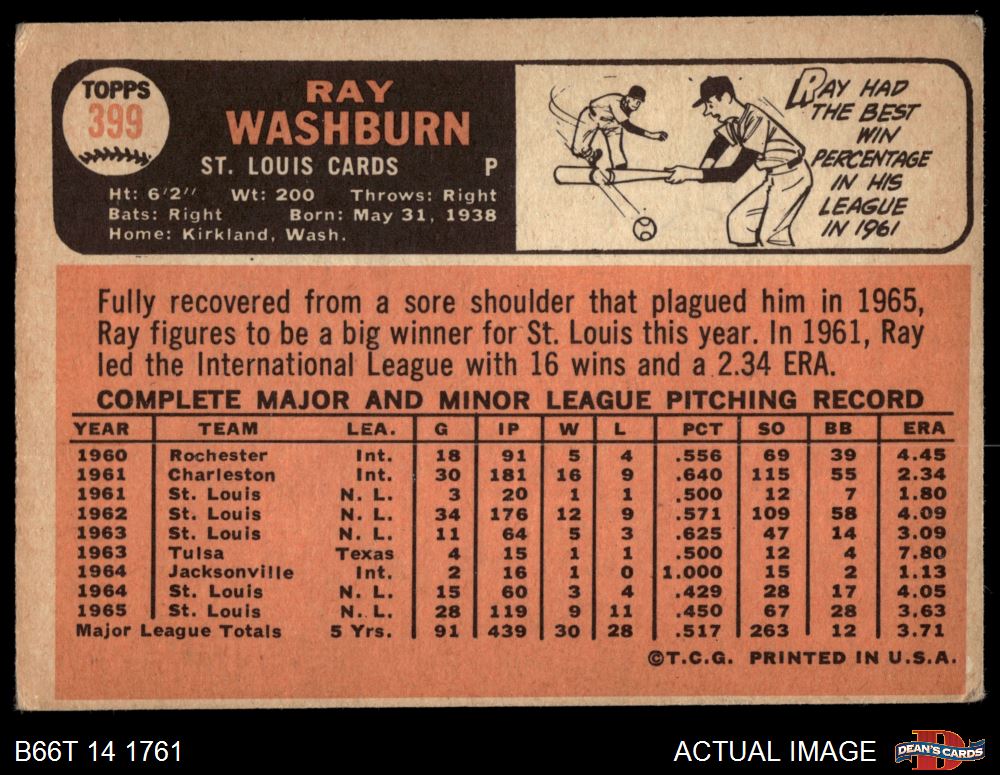 TOPPS
399
RAY
WASHBURN
ST. LOUIS CARDS P
Ht: 6'2" Wt: 200 Throws: Right
Bats: Right Born: May 31, 1938
Home: Kirkland, Wash.
RAY HAD
THE BEST
WIN
PERCENTAGE
IN HIS
LEAGUE
IN 1961
Fully recovered from a sore shoulder that plagued him in 1965,
Ray figures to be a big winner for St. Louis this year. In 1961, Ray
led the International League with 16 wins and a 2.34 ERA.
COMPLETE MAJOR AND MINOR LEAGUE PITCHING RECORD
YEAR TEAM LEA. G IP W L PCT SO BB ERA
1960 Rochester Int. 18 91 5 4 .556 69 39 4.45
1961 Charleston Int. 30 181 16 9 .640 115 55 2.34
1961 St. Louis N. L. 3 20 1 1 .500 12 7 1.80
1962 St. Louis N. L. 34 176 12 9 .571 109 58 4.09
1963 St. Louis N. L. 11 64 5 3 .625 47 14 3.09
1963 Tulsa Texas 4 15 1 1 .500 12 4 7.80
1964 Jacksonville Int. 2 16 1 0 1.000 15 2 1.13
1964 St. Louis N. L. 15 60 3 4 .429 28 17 4.05
1965 St. Louis N. L. 28 119 9 11 .450 67 28 3.63
Major League Totals 5 Yrs. 91 439 30 28 .517 263 12 3.71
©T.C.G. PRINTED IN U.S.A.
B66T 14 1761
ACTUAL IMAGE
DEAN'S CARDS